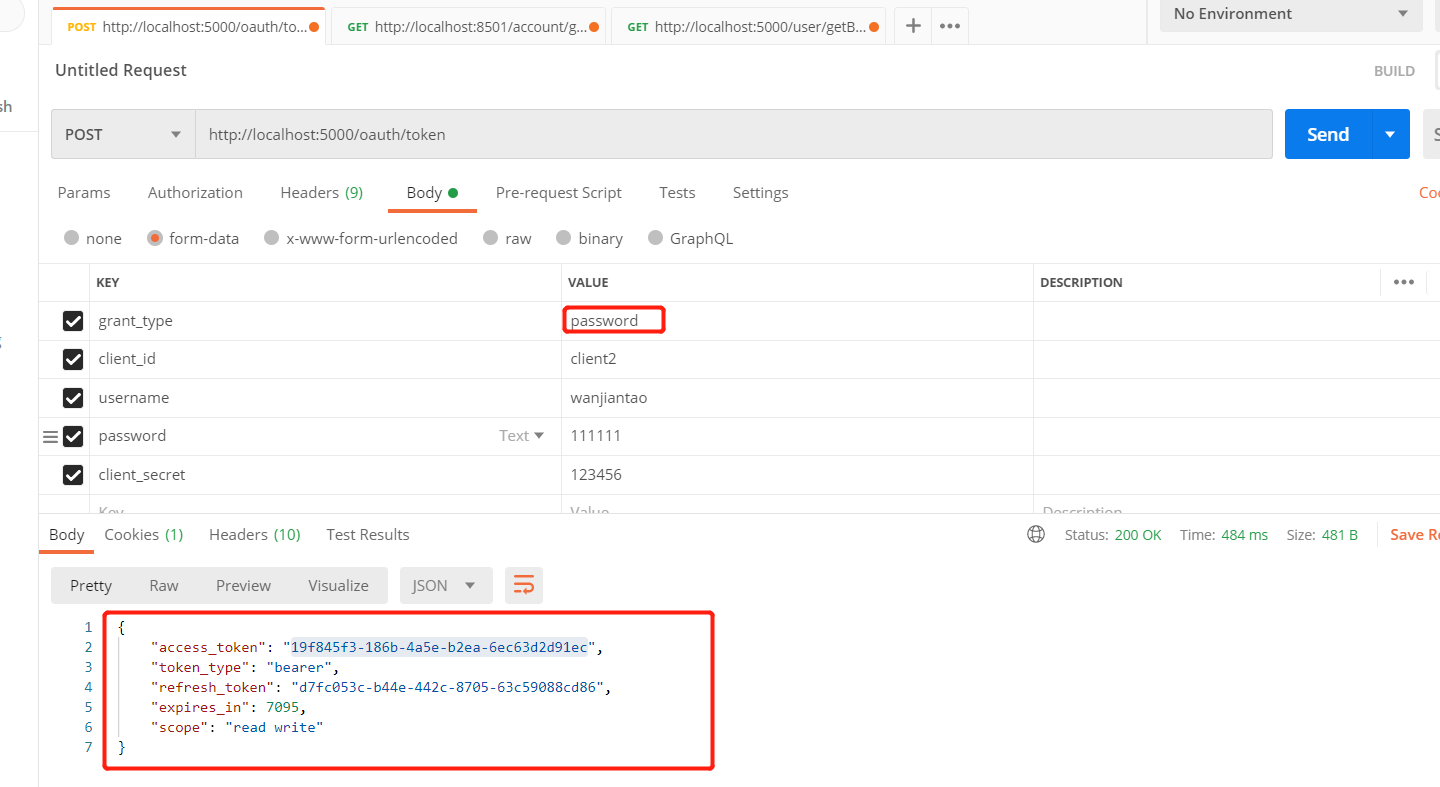 POST http://localhost:5000/oauth/to... GET http://localhost:8501/account/g... GET http://localhost:5000/user/getB... + ••• No Environment
Untitled Request BUILD
sh
POST http://localhost:5000/oauth/token Send S
Params Authorization Headers (9) Body Pre-request Script Tests Settings Coo
none form-data x-www-form-urlencoded raw binary GraphQL
KEY VALUE DESCRIPTION •••
grant_type password
client_id client2
username wanjiantao
password Text 111111
client_secret 123456
Key Value Description
Body Cookies (1) Headers (10) Test Results Status: 200 OK Time: 484 ms Size: 481 B Save Re
Pretty Raw Preview Visualize JSON
1 {
2 "access_token": "19f845f3-186b-4a5e-b2ea-6ec63d2d91ec",
3 "token_type": "bearer",
4 "refresh_token": "d7fc053c-b44e-442c-8705-63c59088cd86",
5 "expires_in": 7095,
6 "scope": "read write"
7 }